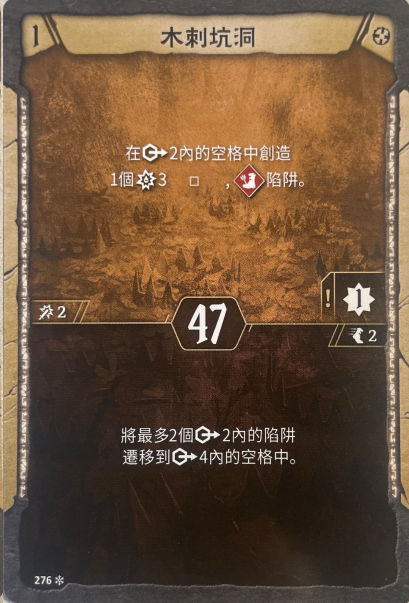 1 木刺坑洞
在2內的空格中創造
1個3 □ ,陷阱。
! 1
2 47 2
將最多2個2內的陷阱
遷移到4內的空格中。
276